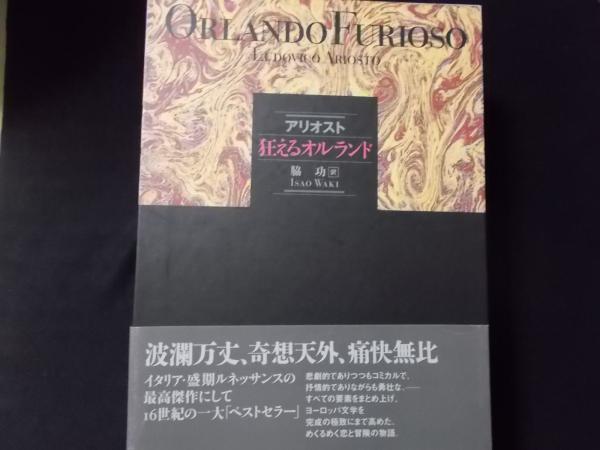 ORLANDO FURIOSO
LUDOVICO ARIOSTO
アリオスト
狂えるオルランド
脇 功 訳
ISAO WAKI
波瀾万丈、奇想天外、痛快無比
イタリア・盛期ルネッサンスの
最高傑作にして
16世紀の一大「ベストセラー」
悲劇的でありつつもコミカルで、
抒情的でありながらも勇壮な、――
すべての要素をまとめ上げ、
ヨーロッパ文学を
完成の極致にまで高めた、
めくるめく恋と冒険の物語。